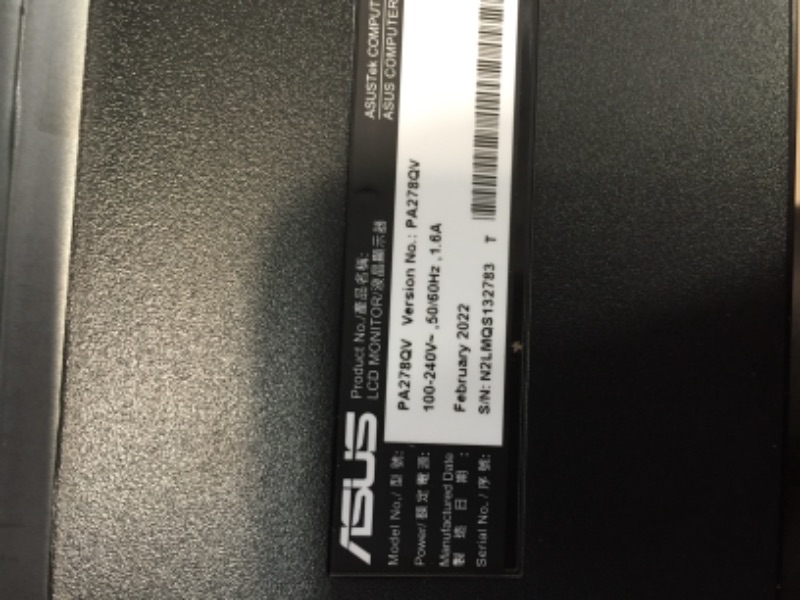 ASUS
Product No./產品名稱:
LCD MONITOR/液晶顯示器
ASUSTek COMPUT
ASUS COMPUTER
Model No./型 號: PA278QV Version No.: PA278QV
Power/額定電源: 100-240V~ ,50/60Hz ,1.6A
Manufactured Date
製 造 日 期 : February 2022
Serial No. / 序 號: S/N: N2LMQS132783 T